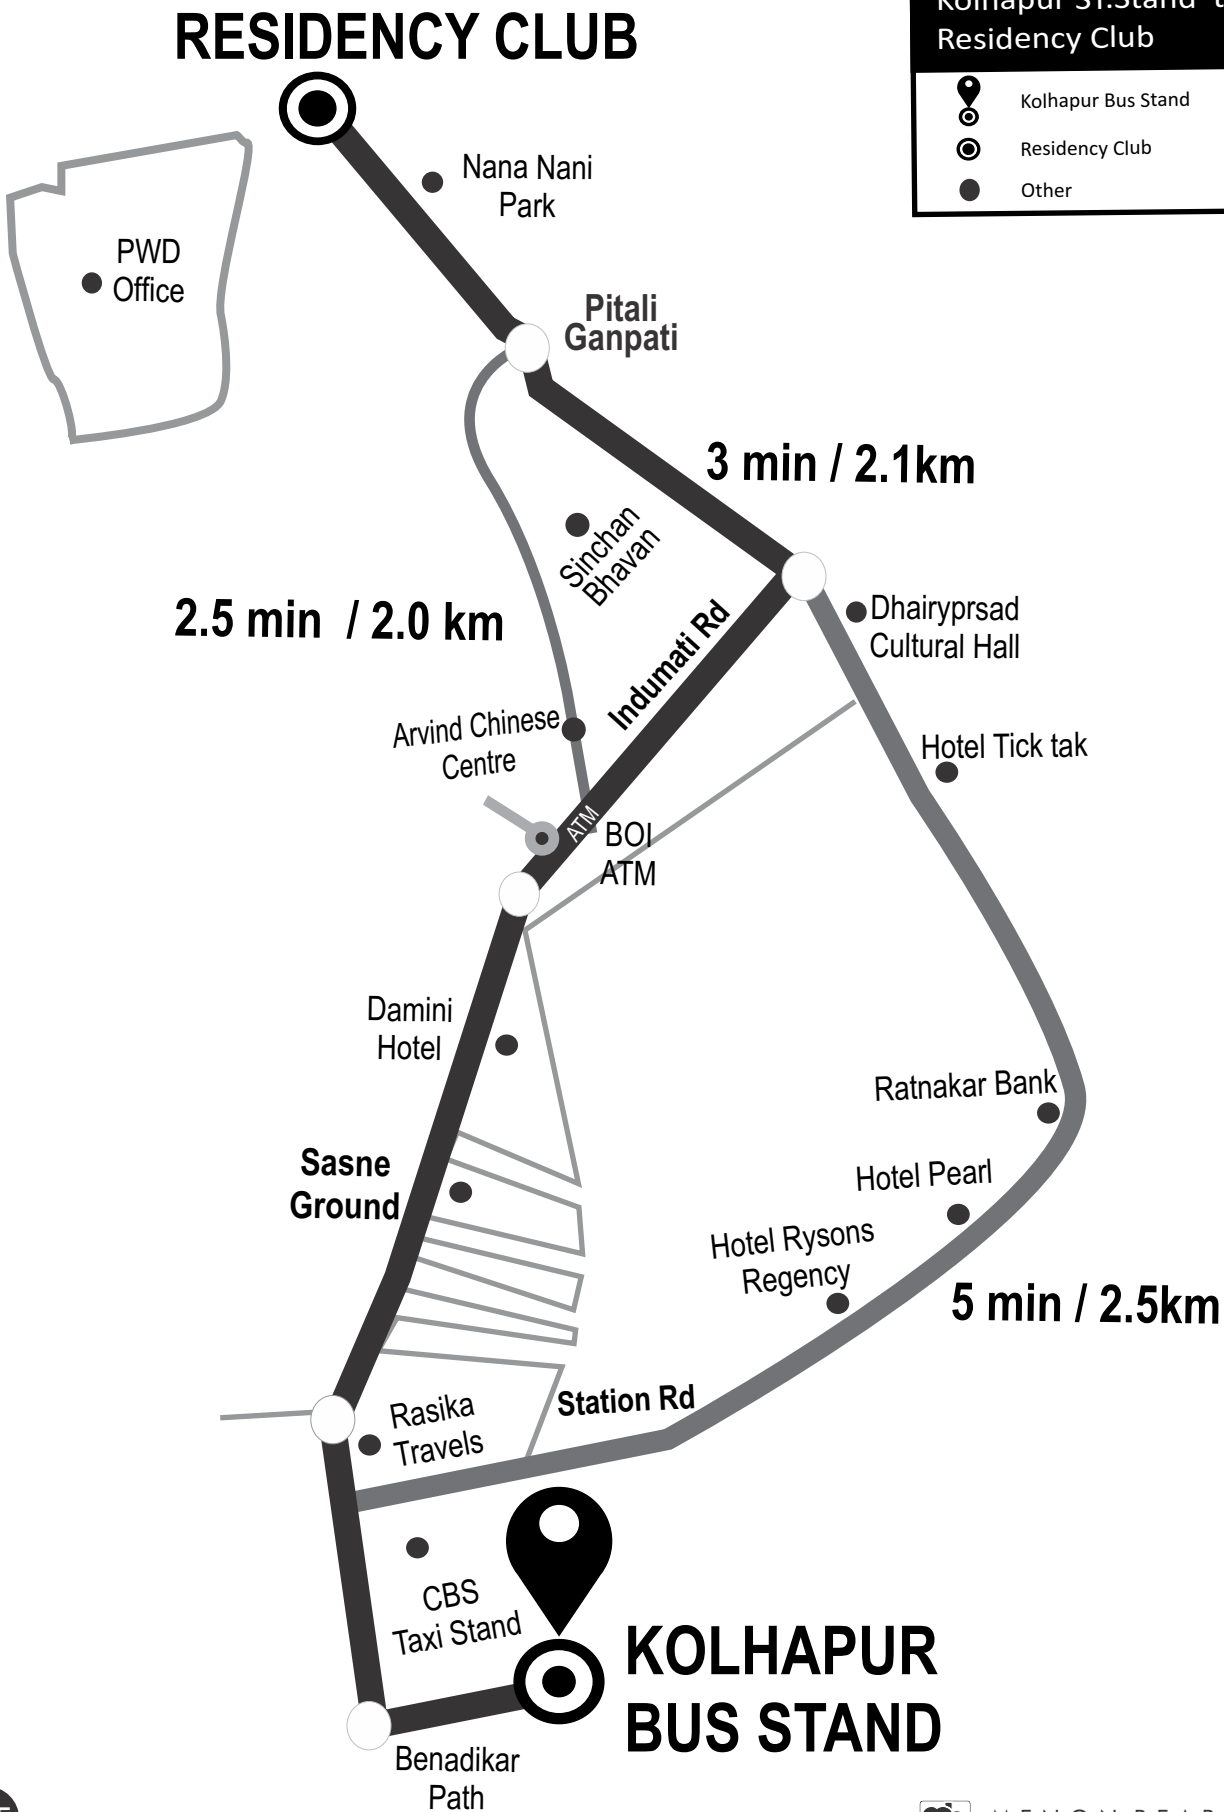 RESIDENCY CLUB
Kolhapur ST.Stand
Residency Club
Kolhapur Bus Stand
Residency Club
Other
Nana Nani
Park
PWD
Office
Pitali
Ganpati
3 min / 2.1km
Sinchan
Bhavan
2.5 min / 2.0 km
Indumati Rd
Dhairyprsad
Cultural Hall
Arvind Chinese
Centre
Hotel Tick tak
ATM
BOI
ATM
Damini
Hotel
Ratnakar Bank
Sasne
Ground
Hotel Pearl
Hotel Rysons
Regency
5 min / 2.5km
Station Rd
Rasika
Travels
CBS
Taxi Stand
KOLHAPUR
BUS STAND
Benadikar
Path